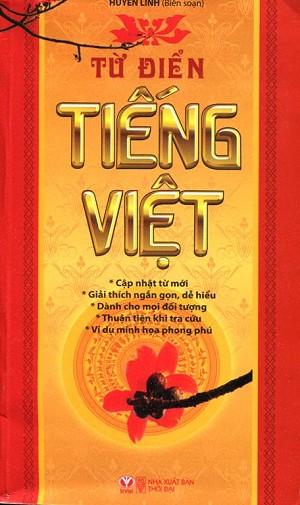 HUYỀN LINH (Biên soạn)
TỪ ĐIỂN
TIẾNG
VIỆT
* Cập nhật từ mới
* Giải thích ngắn gọn, dễ hiểu
* Dành cho mọi đối tượng
* Thuận tiện khi tra cứu
* Ví dụ minh họa phong phú
NHÀ XUẤT BẢN
THỜI ĐẠI